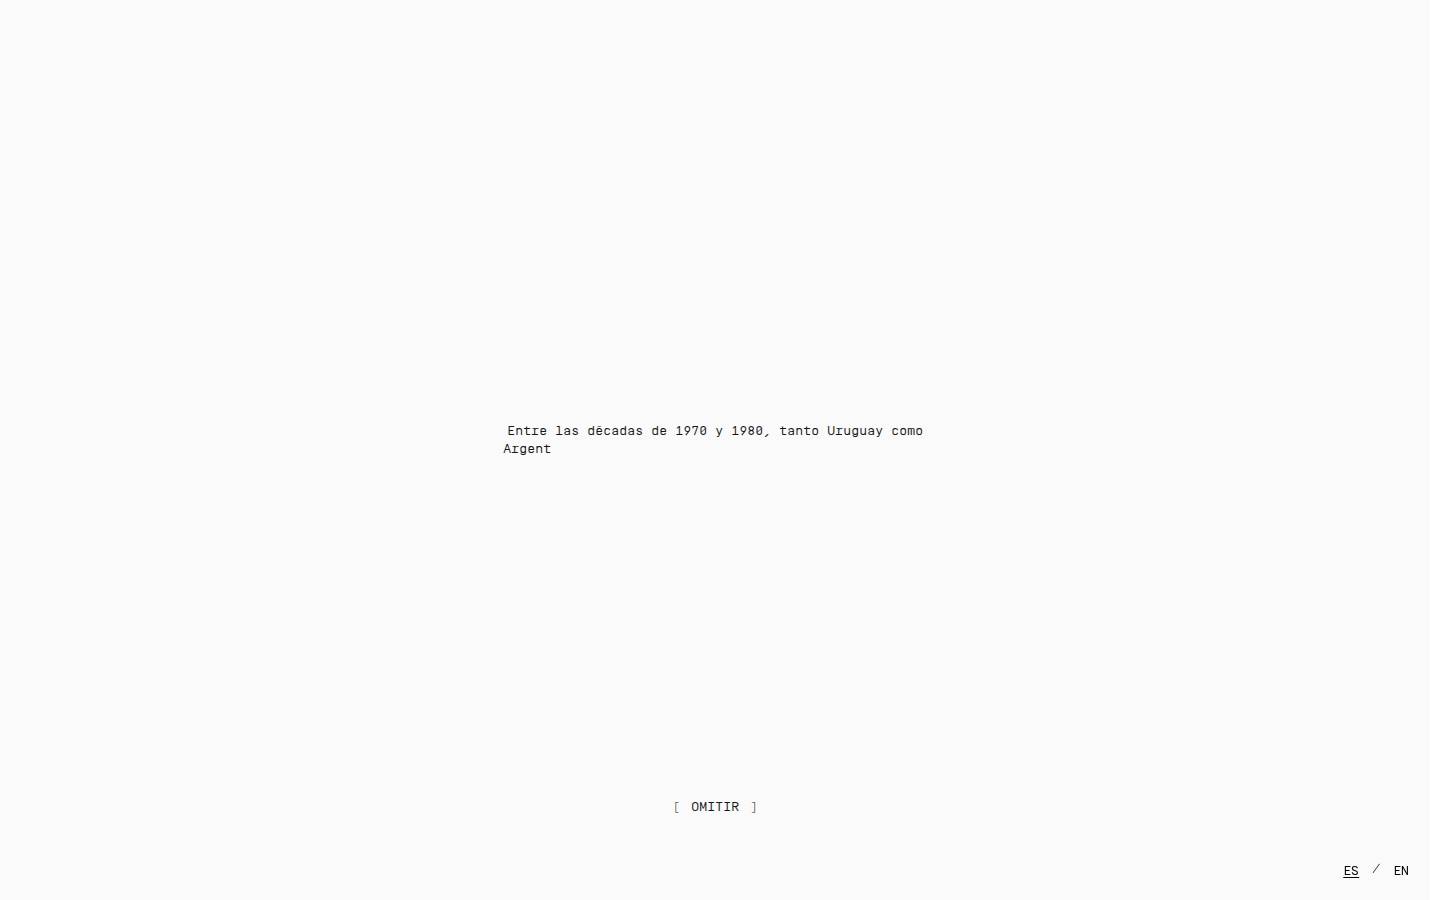 Entre las décadas de 1970 y 1980, tanto Uruguay como
Argent
[ OMITIR ]
ES / EN